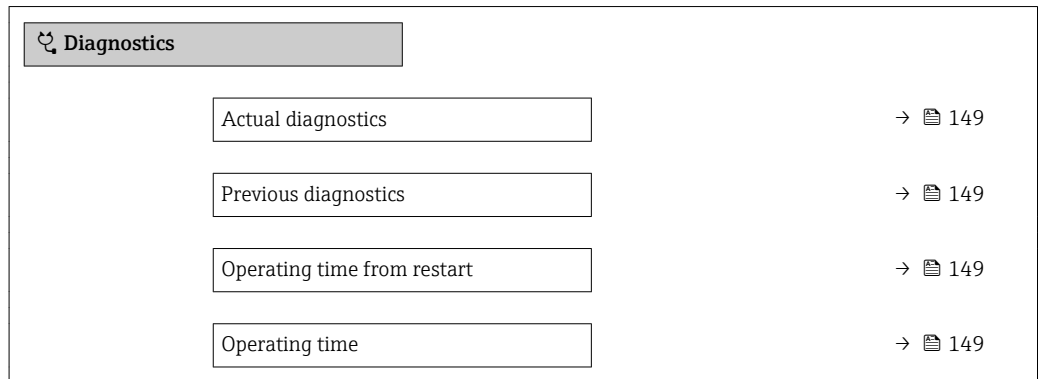 Diagnostics
Actual diagnostics → 149
Previous diagnostics → 149
Operating time from restart → 149
Operating time → 149